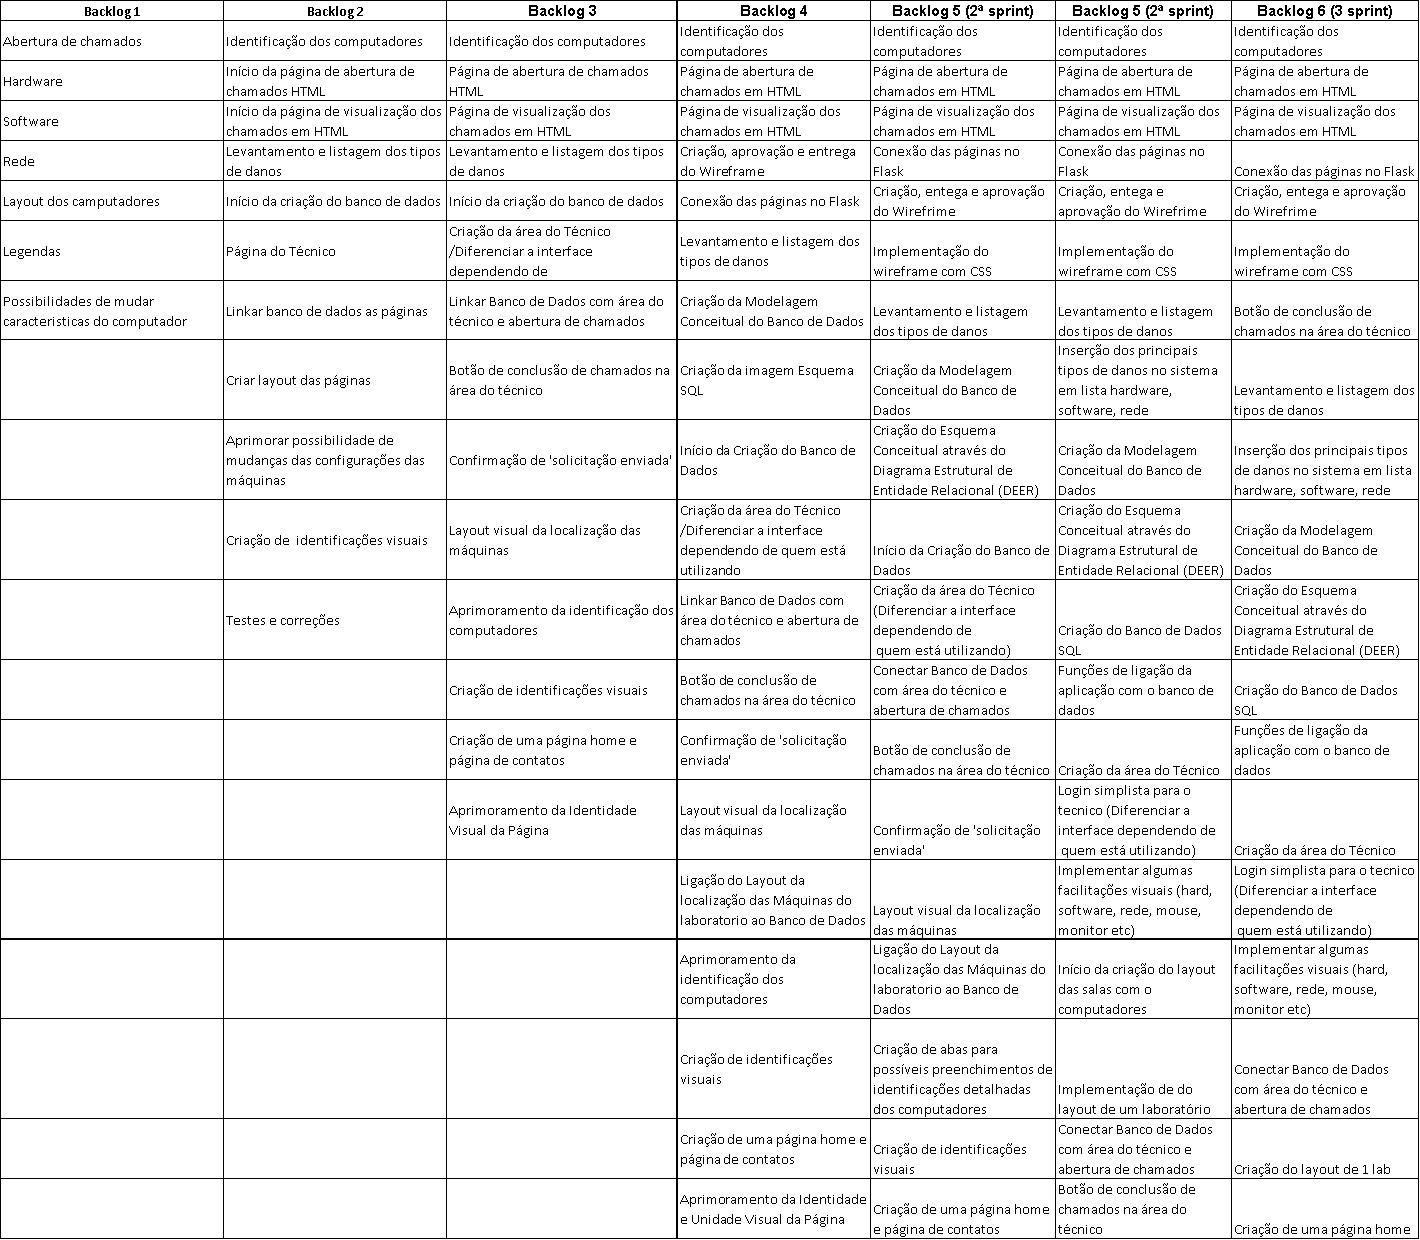 Backlog 1
Backlog 2
Backlog 3
Backlog 4
Backlog 5 (2ª sprint)
Backlog 5 (2ª sprint)
Backlog 6 (3 sprint)
Abertura de chamados
Identificação dos computadores
Identificação dos computadores
Identificação dos
computadores
Identificação dos
computadores
Identificação dos
computadores
Identificação dos
computadores
Hardware
Início da página de abertura de
chamados HTML
Página de abertura de chamados
HTML
Página de abertura de
chamados em HTML
Página de abertura de
chamados em HTML
Página de abertura de
chamados em HTML
Página de abertura de
chamados em HTML
Software
Início da página de visualização dos
chamados em HTML
Página de visualização dos
chamados em HTML
Página de visualização dos
chamados em HTML
Página de visualização dos
chamados em HTML
Página de visualização dos
chamados em HTML
Página de visualização dos
chamados em HTML
Rede
Levantamento e listagem dos tipos
de danos
Levantamento e listagem dos tipos
de danos
Criação, aprovação e entrega
do Wireframe
Conexão das páginas no
Flask
Conexão das páginas no
Flask
Conexão das páginas no Flask
Layout dos camputadores
Início da criação do banco de dados
Início da criação do banco de dados
Conexão das páginas no Flask
Criação, entega e aprovação
do Wirefrime
Criação, entega e
aprovação do Wirefrime
Criação, entega e aprovação
do Wirefrime
Legendas
Página do Técnico
Criação da área do Técnico
/Diferenciar a interface
dependendo de
Levantamento e listagem dos
tipos de danos
Implementação do
wireframe com CSS
Implementação do
wireframe com CSS
Implementação do
wireframe com CSS
Possibilidades de mudar
caracteristicas do computador
Linkar banco de dados as páginas
Linkar Banco de Dados com área do
técnico e abertura de chamados
Criação da Modelagem
Conceitual do Banco de Dados
Levantamento e listagem
dos tipos de danos
Levantamento e listagem
dos tipos de danos
Botão de conclusão de
chamados na área do técnico
Criar layout das páginas
Botão de conclusão de chamados na
área do técnico
Criação da imagem Esquema
SQL
Criação da Modelagem
Conceitual do Banco de
Dados
Inserção dos principais
tipos de danos no sistema
em lista hardware,
software, rede
Levantamento e listagem dos
tipos de danos
Aprimorar possibilidade de
mudanças das configurações das
máquinas
Confirmação de 'solicitação enviada'
Início da Criação do Banco de
Dados
Criação do Esquema
Conceitual através do
Diagrama Estrutural de
Entidade Relacional (DEER)
Criação da Modelagem
Conceitual do Banco de
Dados
Inserção dos principais tipos
de danos no sistema em lista
hardware, software, rede
Criação de  identificações visuais
Layout visual da localização das
máquinas
Criação da área do Técnico
/Diferenciar a interface
dependendo de quem está
utilizando
Início da Criação do Banco de
Dados
Criação do Esquema
Conceitual através do
Diagrama Estrutural de
Entidade Relacional (DEER)
Criação da Modelagem
Conceitual do Banco de
Dados
Testes e correções
Aprimoramento da identificação dos
computadores
Linkar Banco de Dados com
área do técnico e abertura de
chamados
Criação da área do Técnico
(Diferenciar a interface
dependendo de
quem está utilizando)
Criação do Banco de Dados
SQL
Criação do Esquema
Conceitual através do
Diagrama Estrutural de
Entidade Relacional (DEER)
Criação de identificações visuais
Botão de conclusão de
chamados na área do técnico
Conectar Banco de Dados
com área do técnico e
abertura de chamados
Funções de ligação da
aplicação com o banco de
dados
Criação do Banco de Dados
SQL
Criação de uma página home e
página de contatos
Confirmação de 'solicitação
enviada'
Botão de conclusão de
chamados na área do técnico
Criação da área do Técnico
Funções de ligação da
aplicação com o banco de
dados
Aprimoramento da Identidade
Visual da Página
Layout visual da localização
das máquinas
Confirmação de 'solicitação
enviada'
Login simplista para o
tecnico (Diferenciar a
interface dependendo de
quem está utilizando)
Criação da área do Técnico
Ligação do Layout da
localização das Máquinas do
laboratorio ao Banco de Dados
Layout visual da localização
das máquinas
Implementar algumas
facilitações visuais (hard,
software, rede, mouse,
monitor etc)
Login simplista para o tecnico
(Diferenciar a interface
dependendo de
quem está utilizando)
Aprimoramento da
identificação dos
computadores
Ligação do Layout da
localização das Máquinas do
laboratorio ao Banco de
Dados
Início da criação do layout
das salas com o
computadores
Implementar algumas
facilitações visuais (hard,
software, rede, mouse,
monitor etc)
Criação de identificações
visuais
Criação de abas para
possíveis preenchimentos de
identificações detalhadas
dos computadores
Implementação de do
layout de um laboratório
Conectar Banco de Dados
com área do técnico e
abertura de chamados
Criação de uma página home e
página de contatos
Criação de identificações
visuais
Conectar Banco de Dados
com área do técnico e
abertura de chamados
Criação do layout de 1 lab
Aprimoramento da Identidade
e Unidade Visual da Página
Criação de uma página home
e página de contatos
Botão de conclusão de
chamados na área do
técnico
Criação de uma página home